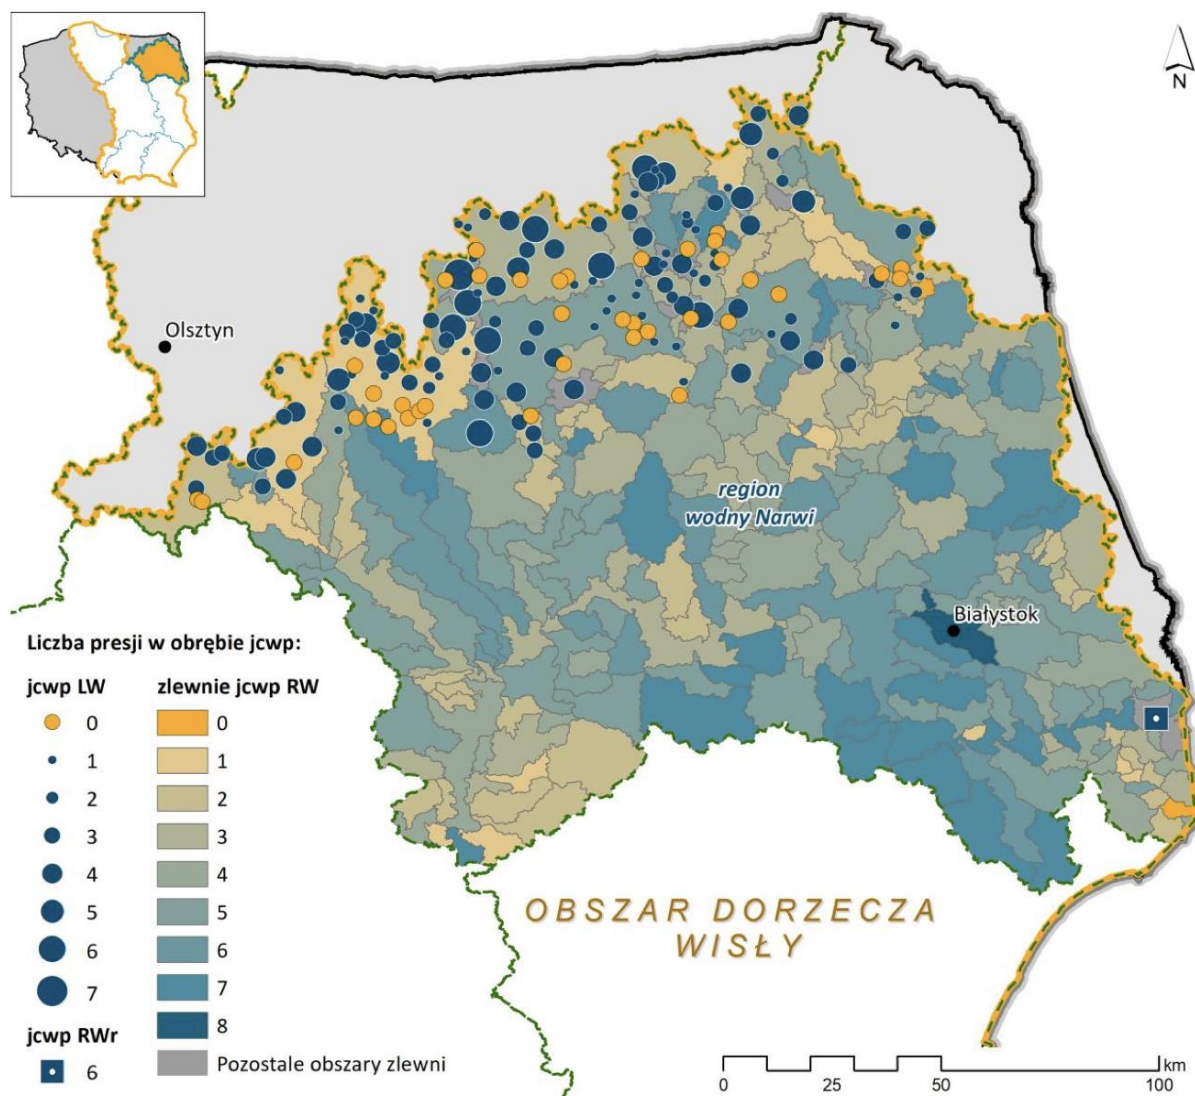 N
Olsztyn
region
wodny Narwi
Białystok
Liczba presji w obrębie jcwp:
jcwp LW
0
1
2
3
4
5
6
7
jcwp RWr
6
zlewnie jcwp RW
0
1
2
3
4
5
6
7
8
Pozostałe obszary zlewni
OBSZAR DORZECZA
WISŁY
km
0 25 50 100